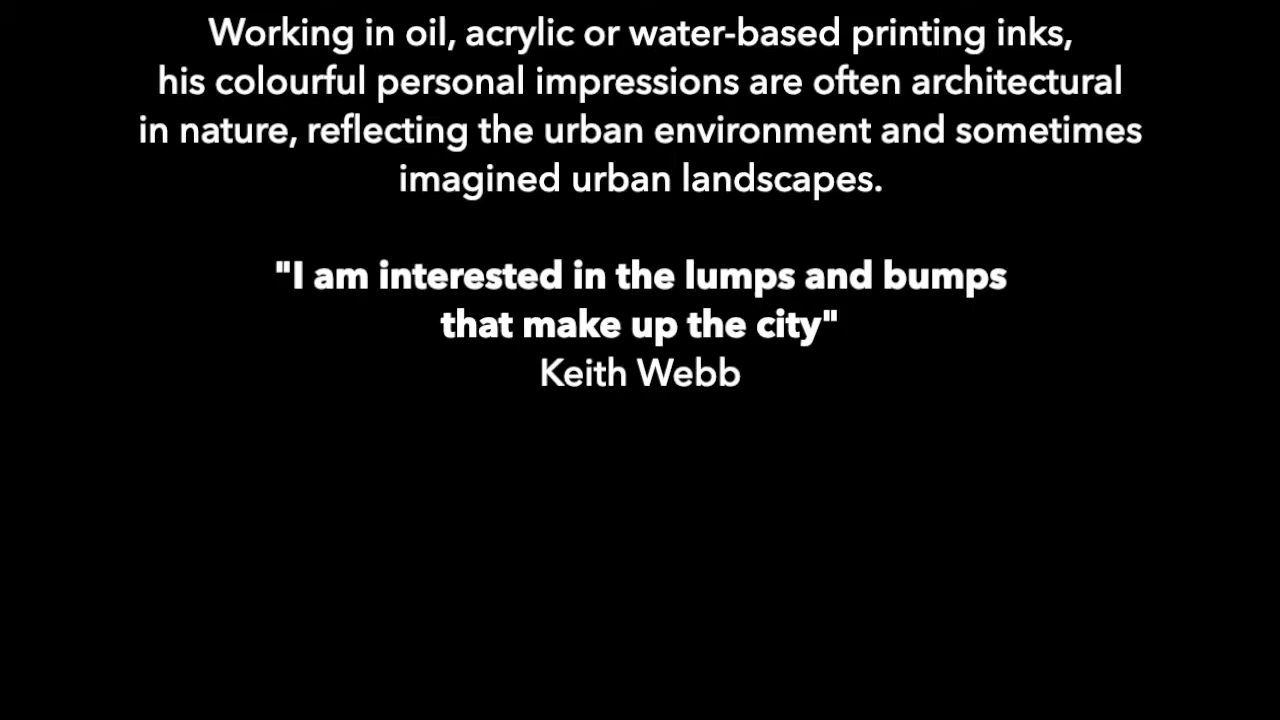 Working in oil, acrylic or water-based printing inks,
his colourful personal impressions are often architectural
in nature, reflecting the urban environment and sometimes
imagined urban landscapes.
"I am interested in the lumps and bumps
that make up the city"
Keith Webb